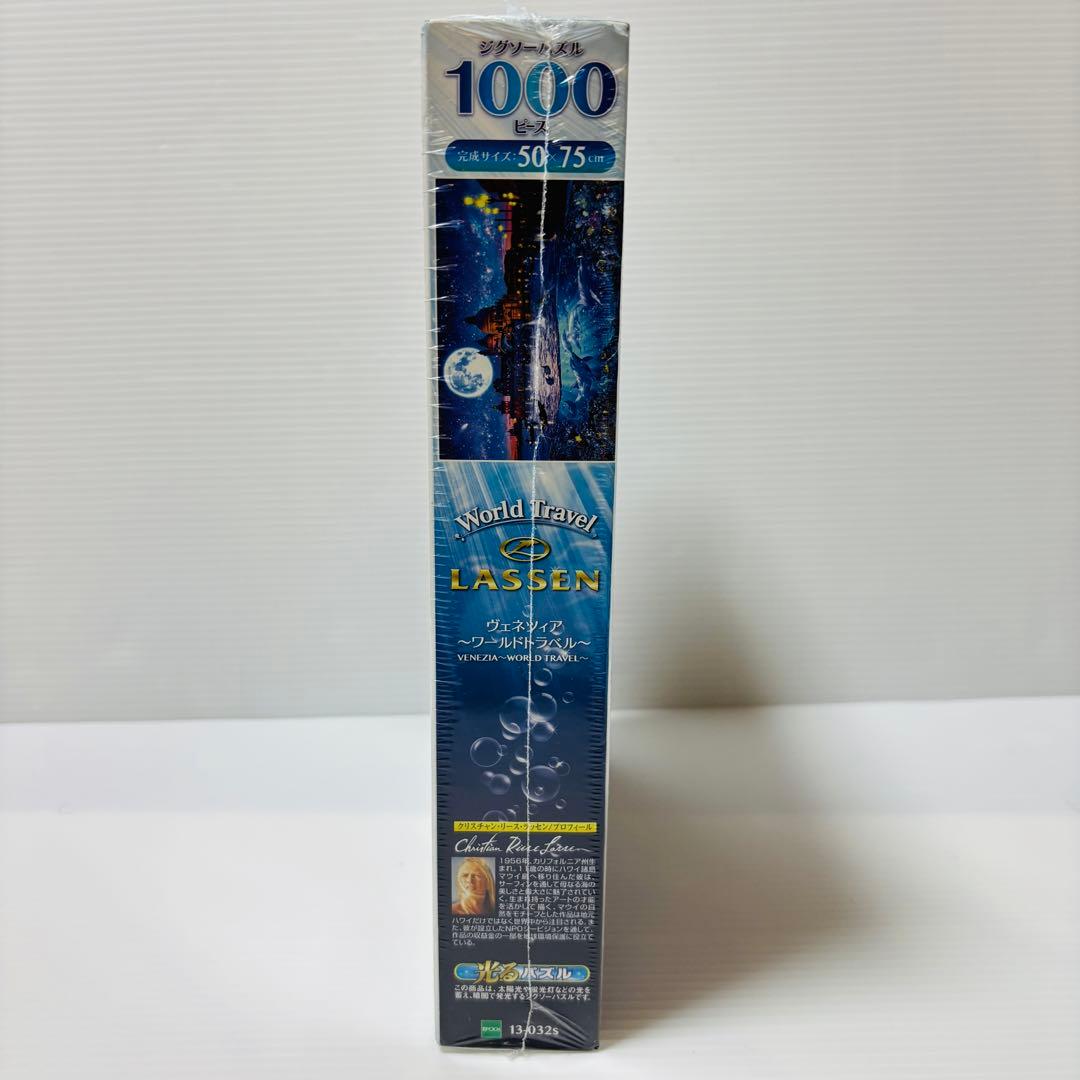 ジグソーパズル
1000
ピース
完成サイズ:50×75cm
World Travel
LASSEN
ヴェネツィア
～ワールドトラベル～
VENEZIA～WORLD TRAVEL～
クリスチャン・リース・ラッセン/プロフィール
Christian Riese Lassen
1956年、カリフォルニア州生
まれ。11歳の時にハワイ諸島
マウイ島へ移り住んだ彼は、
サーフィンを通して母なる海の
美しさと偉大さに魅了されてい
く。生まれ持ったアートの才能
を活かして描く、マウイの自
然をモチーフとした作品は地元
ハワイだけではなく世界中から注目される。ま
た、彼が設立したNPOシービジョンを通して、
作品の収益金の一部を地球環境保護に役立て
ている。
光るパズル
この商品は、太陽光や蛍光灯などの光を
蓄え、暗闇で発光するジグソーパズルです。
EPOCH 13-032s